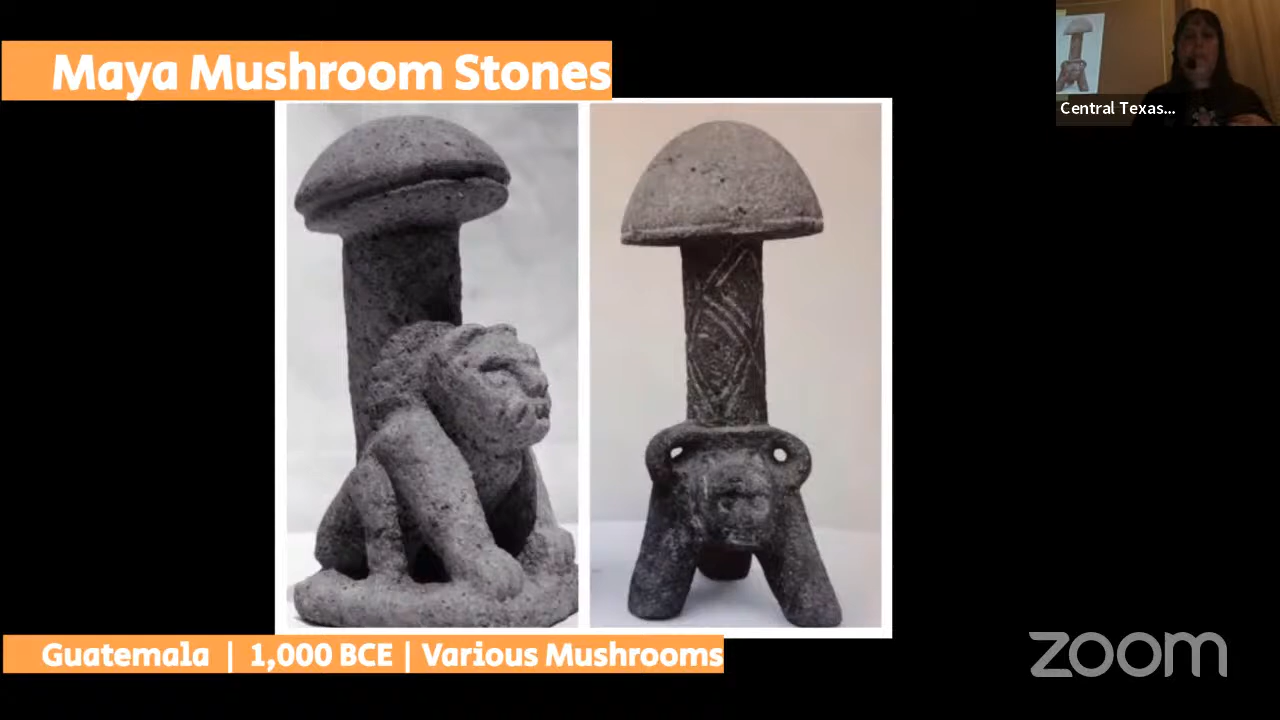 Maya Mushroom Stones
Central Texas...
Guatemala | 1,000 BCE | Various Mushrooms
zoom